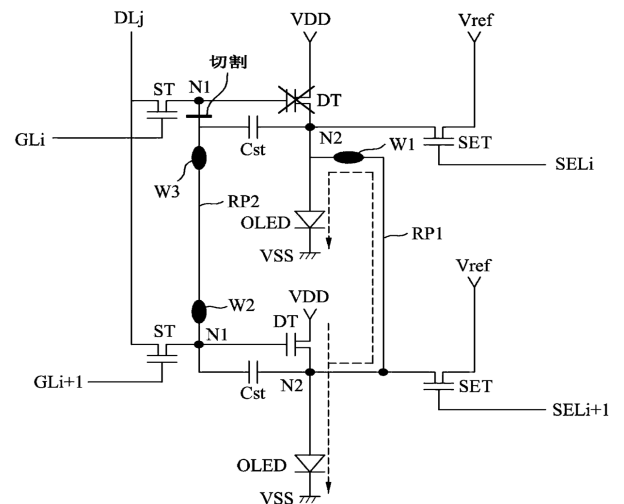 DLj
VDD
Vref
切割
ST
N1
DT
GLi
Cst
N2
SET
W1
SELi
W3
RP2
OLED
RP1
VSS
Vref
W2
VDD
ST
N1
DT
GLi+1
Cst
N2
SET
SELi+1
OLED
VSS